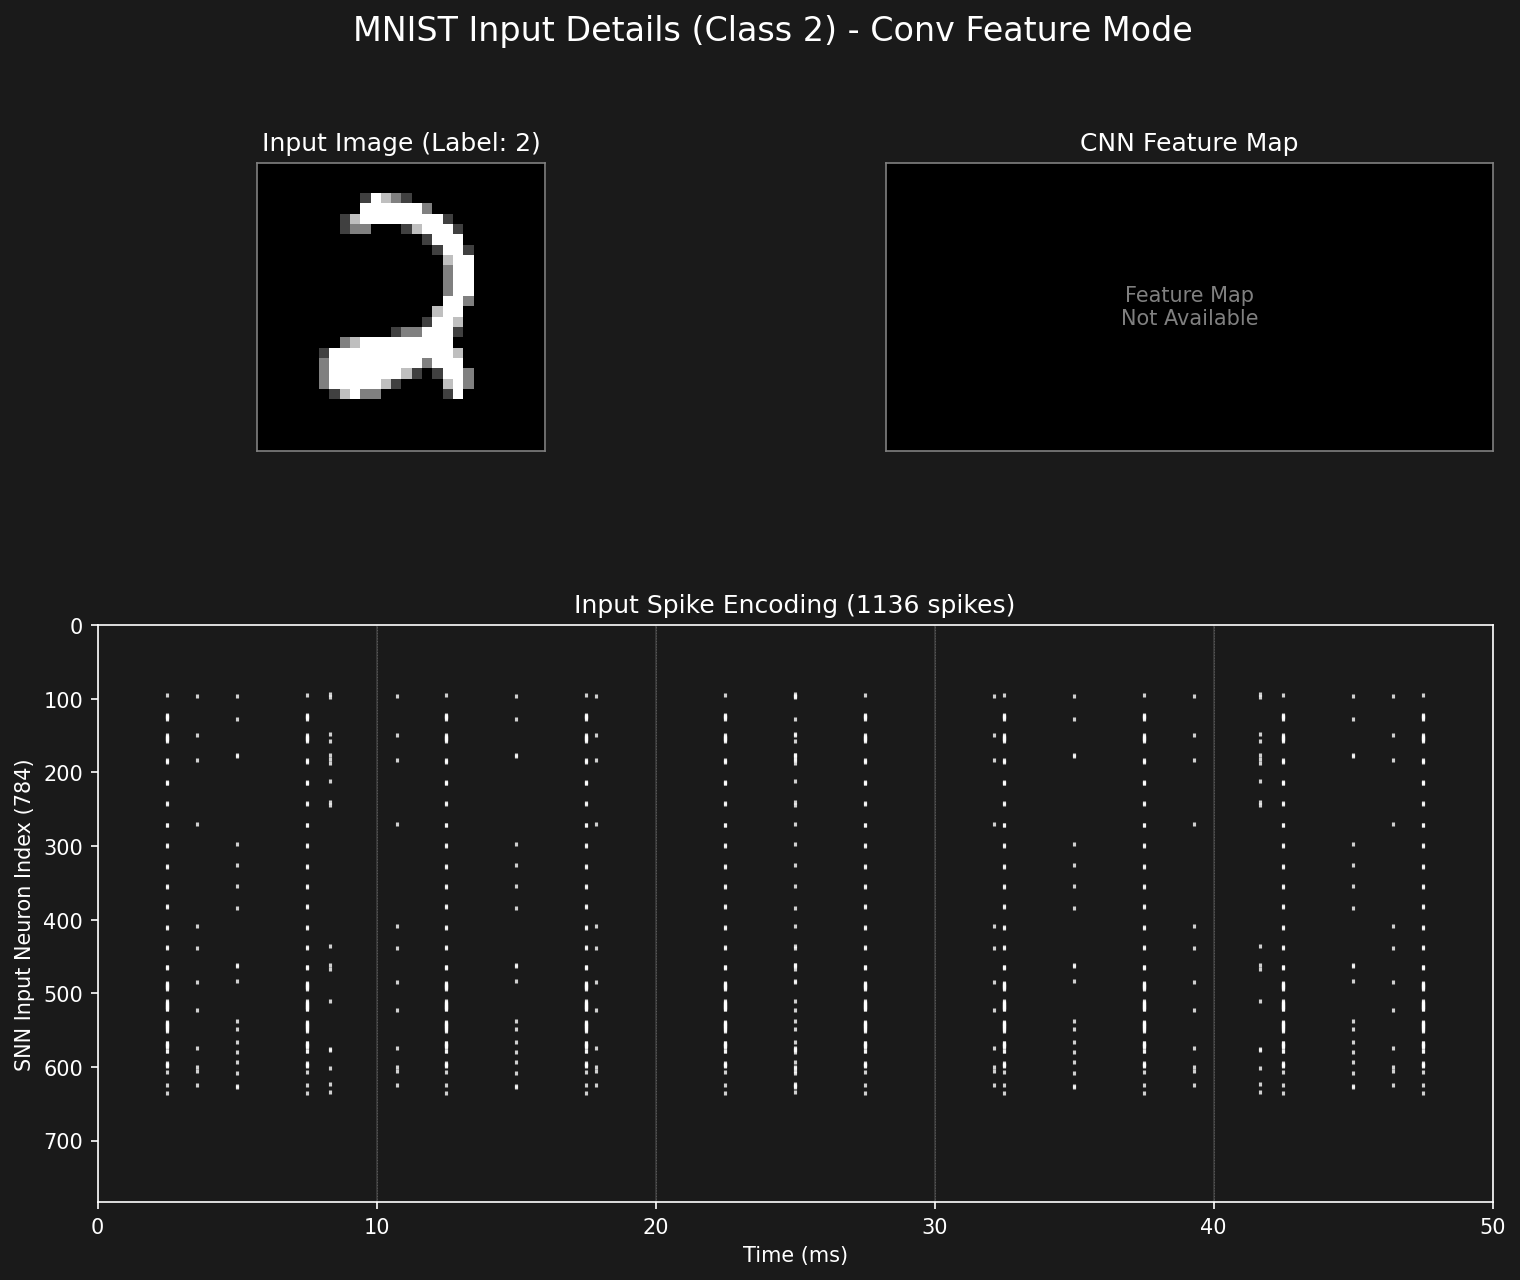 MNIST Input Details (Class 2) - Conv Feature Mode
Input Image (Label: 2)
CNN Feature Map
2
Feature Map
Not Available
Input Spike Encoding (1136 spikes)
SNN Input Neuron Index (784)
0
100
200
300
400
500
600
700
0 10 20 30 40 50
Time (ms)